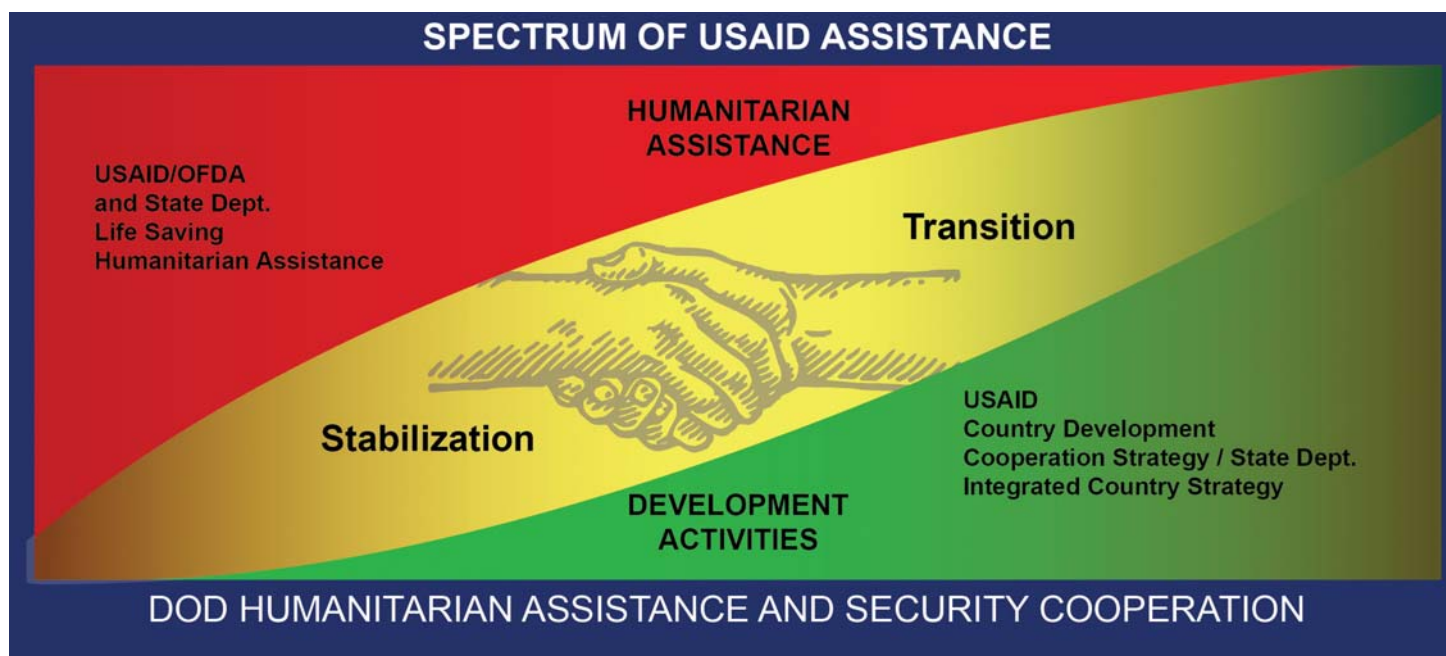 SPECTRUM OF USAID ASSISTANCE
HUMANITARIAN
ASSISTANCE
USAID/OFDA
and State Dept.
Life Saving
Humanitarian Assistance
Transition
Stabilization
USAID
Country Development
Cooperation Strategy / State Dept.
Integrated Country Strategy
DEVELOPMENT
ACTIVITIES
DOD HUMANITARIAN ASSISTANCE AND SECURITY COOPERATION